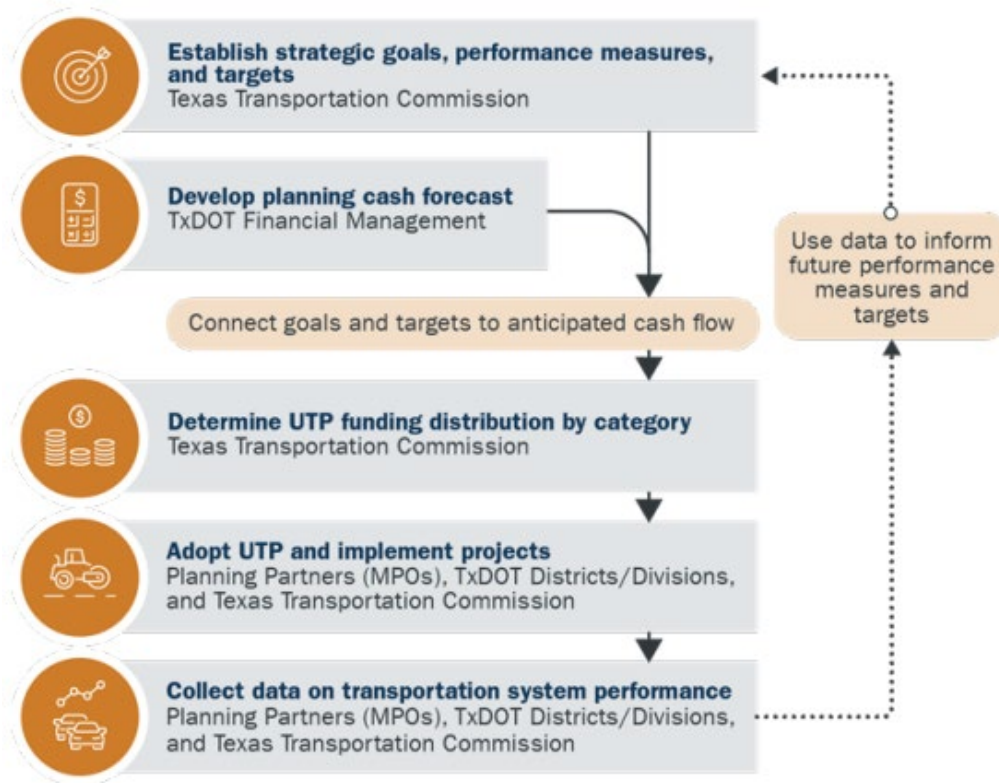 Establish strategic goals, performance measures,
and targets
Texas Transportation Commission
$
Develop planning cash forecast
TxDOT Financial Management
Use data to inform
future performance
measures and
targets
Connect goals and targets to anticipated cash flow
$
Determine UTP funding distribution by category
Texas Transportation Commission
Adopt UTP and implement projects
Planning Partners (MPOs), TxDOT Districts/Divisions,
and Texas Transportation Commission
Collect data on transportation system performance
Planning Partners (MPOs), TxDOT Districts/Divisions,
and Texas Transportation Commission